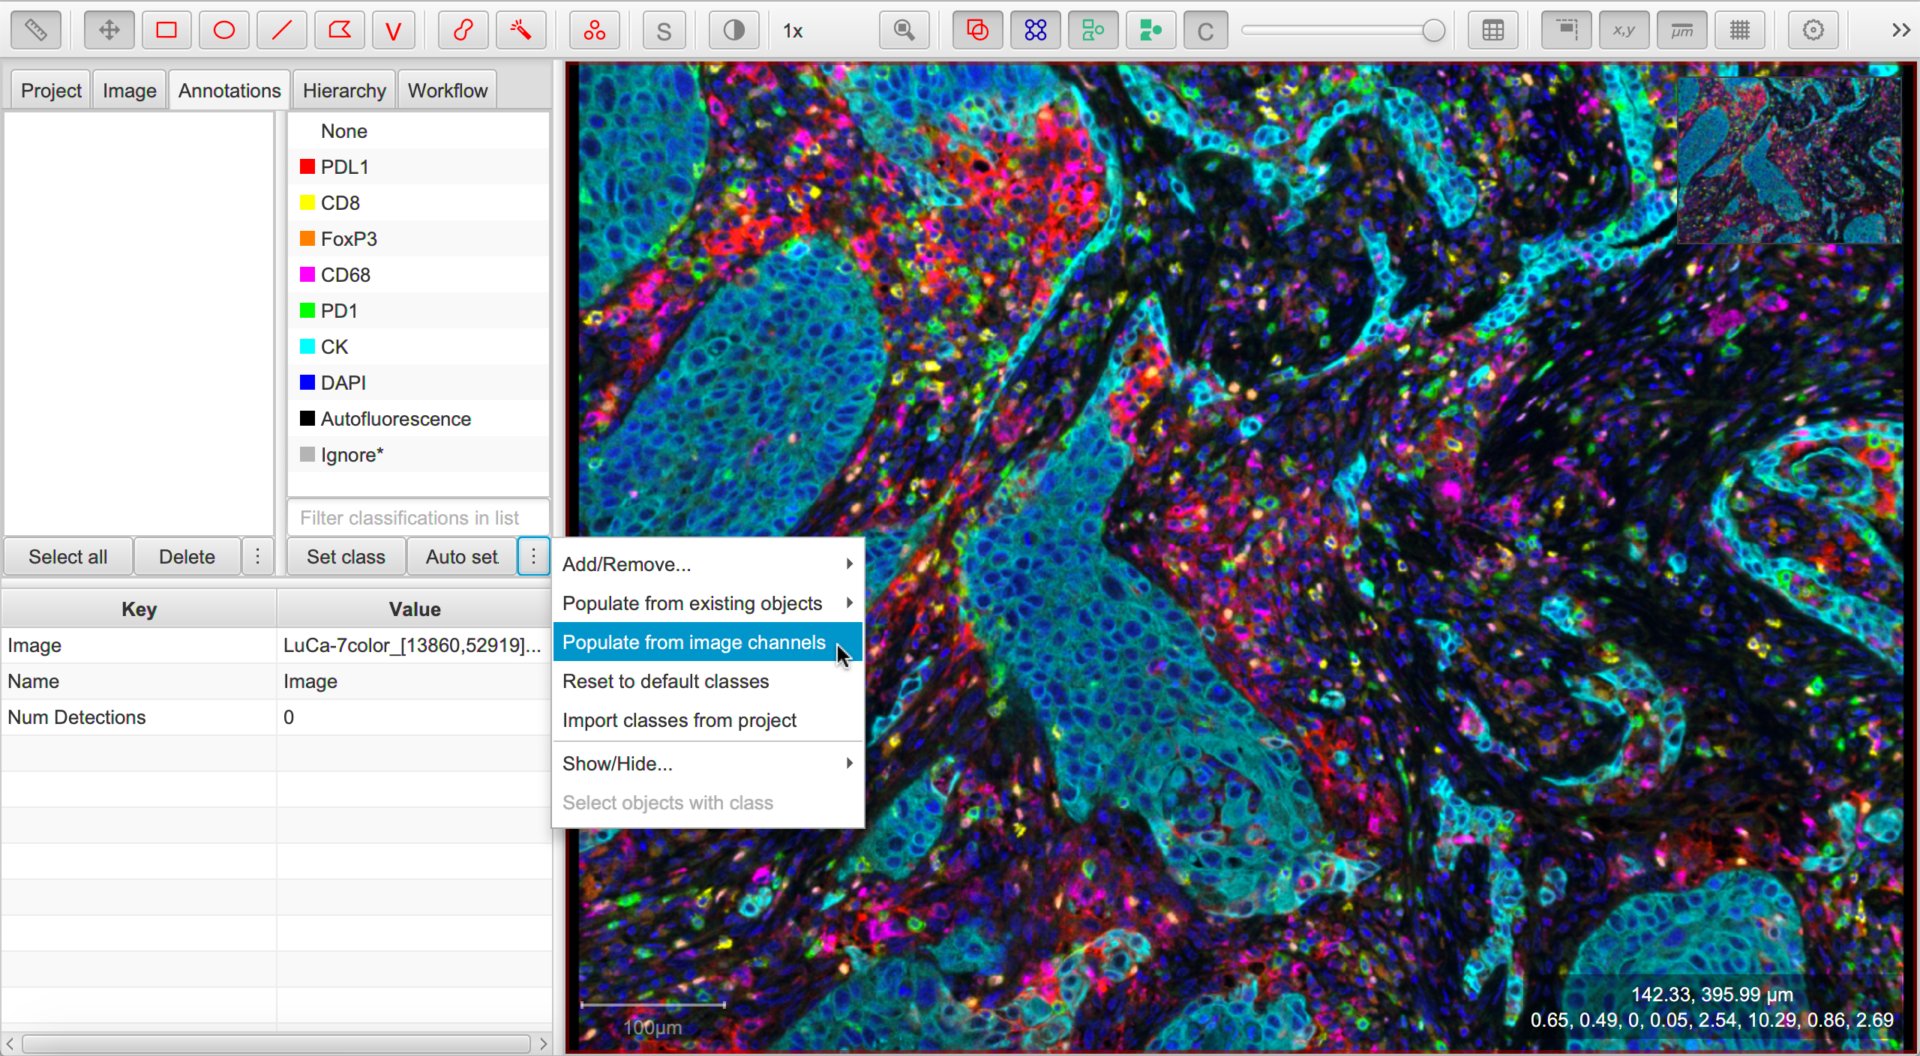 V
S
1x
C
x,y
µm
>>
Project
Image
Annotations
Hierarchy
Workflow
None
PDL1
CD8
FoxP3
CD68
PD1
CK
DAPI
Autofluorescence
Ignore*
Filter classifications in list
Select all
Delete
⋮
Set class
Auto set
⋮
Key Value
Image LuCa-7color_[13860,52919]...
Name Image
Num Detections 0
Add/Remove...
Populate from existing objects
Populate from image channels
Reset to default classes
Import classes from project
Show/Hide...
Select objects with class
100µm
142.33, 395.99 µm
0.65, 0.49, 0, 0.05, 2.54, 10.29, 0.86, 2.69